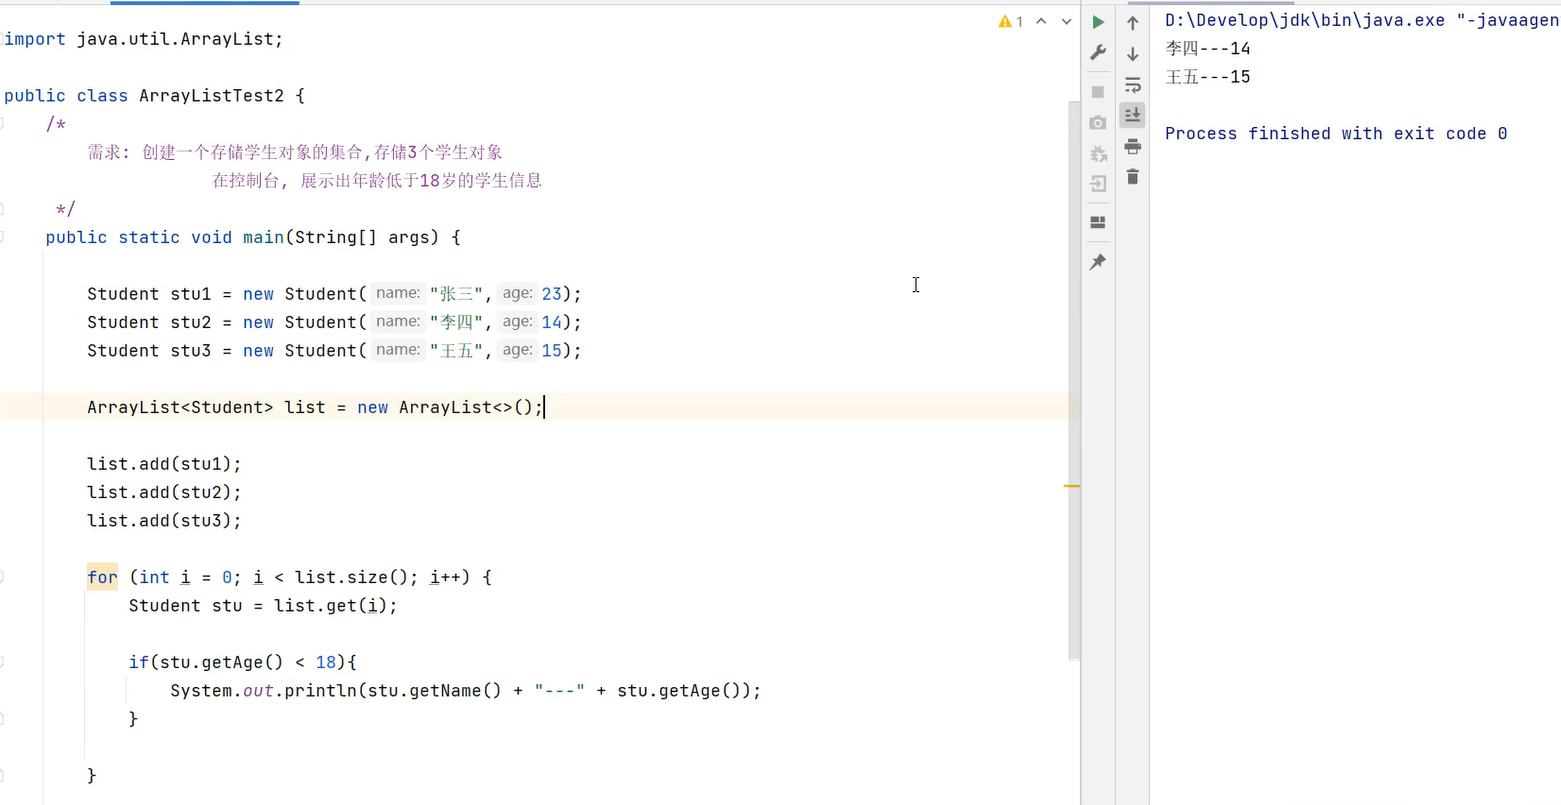 import java.util.ArrayList;
public class ArrayListTest2 {
/*
需求: 创建一个存储学生对象的集合,存储3个学生对象
在控制台, 展示出年龄低于18岁的学生信息
*/
public static void main(String[] args) {
Student stu1 = new Student( name: "张三", age: 23);
Student stu2 = new Student( name: "李四", age: 14);
Student stu3 = new Student( name: "王五", age: 15);
ArrayList<Student> list = new ArrayList<>();
list.add(stu1);
list.add(stu2);
list.add(stu3);
for (int i = 0; i < list.size(); i++) {
Student stu = list.get(i);
if(stu.getAge() < 18){
System.out.println(stu.getName() + "---" + stu.getAge());
}
}
1
D:\Develop\jdk\bin\java.exe "-javaagen
李四---14
王五---15
Process finished with exit code 0